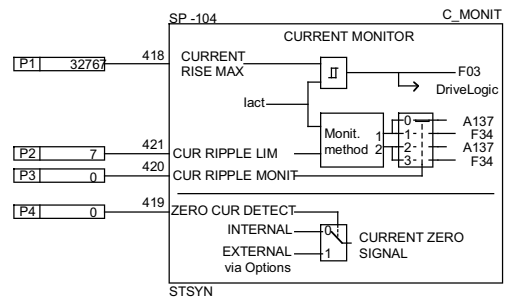 SP -104 C_MONIT
CURRENT MONITOR
P1 32767 418 CURRENT
RISE MAX
F03
DriveLogic
Iact
Monit.
method
1
2
0
1
2
3
A137
F34
A137
F34
P2 7 421 CUR RIPPLE LIM
P3 0 420 CUR RIPPLE MONIT
P4 0 419 ZERO CUR DETECT
INTERNAL 0
EXTERNAL 1
via Options
CURRENT ZERO
SIGNAL
STSYN